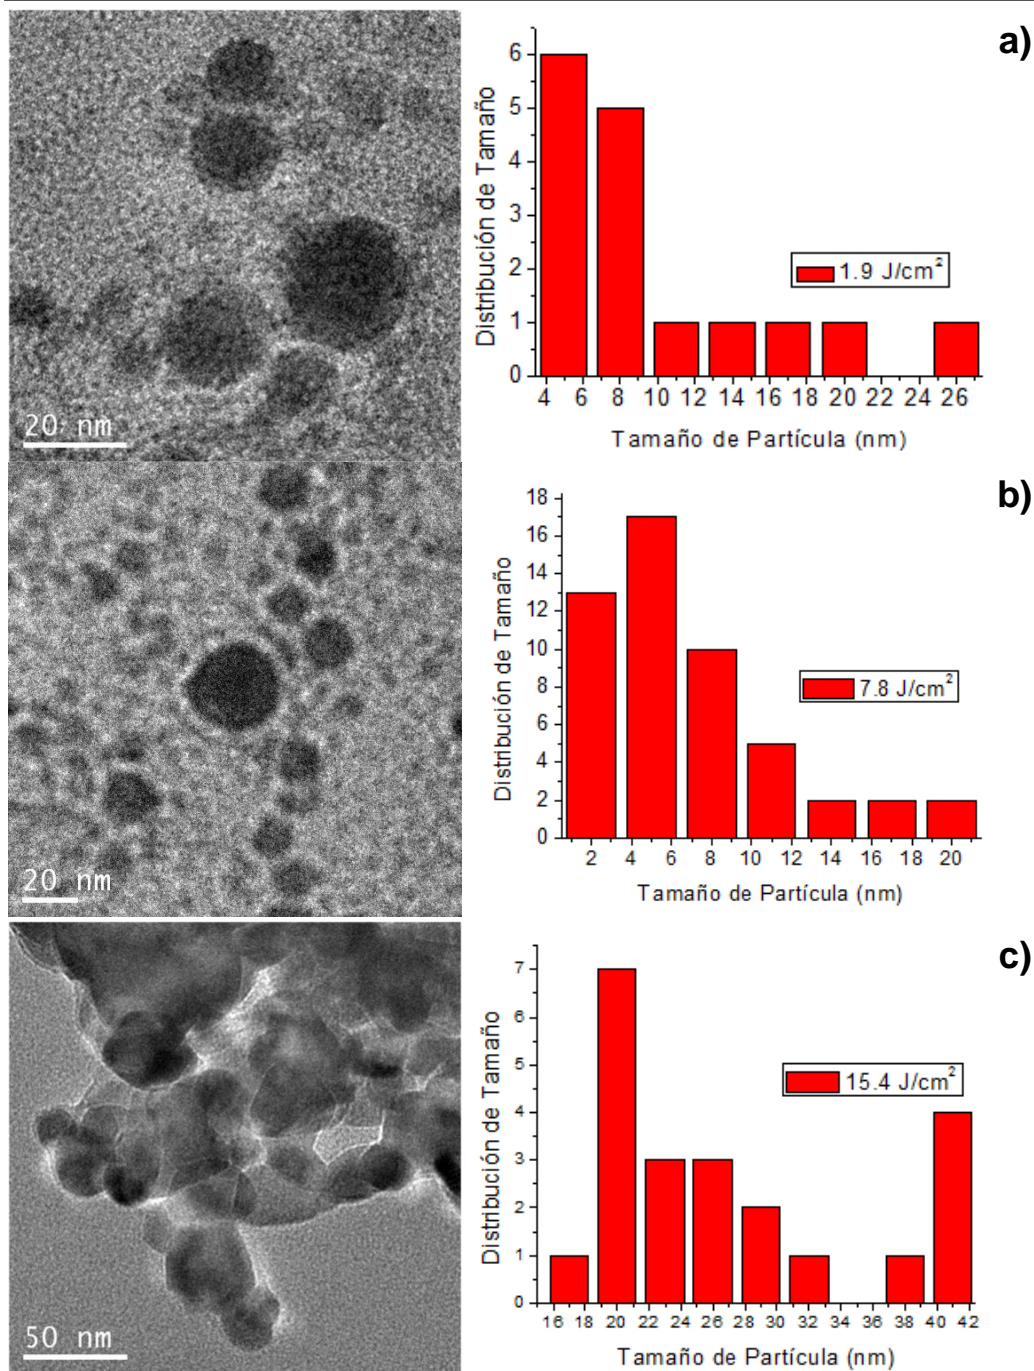 a)
6
5
4
3
2
1
0
Distribución de Tamaño
1.9 J/cm²
4 6 8 10 12 14 16 18 20 22 24 26
Tamaño de Partícula (nm)
20 nm
b)
18
16
14
12
10
8
6
4
2
0
Distribución de Tamaño
7.8 J/cm²
2 4 6 8 10 12 14 16 18 20
Tamaño de Partícula (nm)
20 nm
c)
7
6
5
4
3
2
1
0
Distribución de Tamaño
15.4 J/cm²
16 18 20 22 24 26 28 30 32 34 36 38 40 42
Tamaño de Partícula (nm)
50 nm